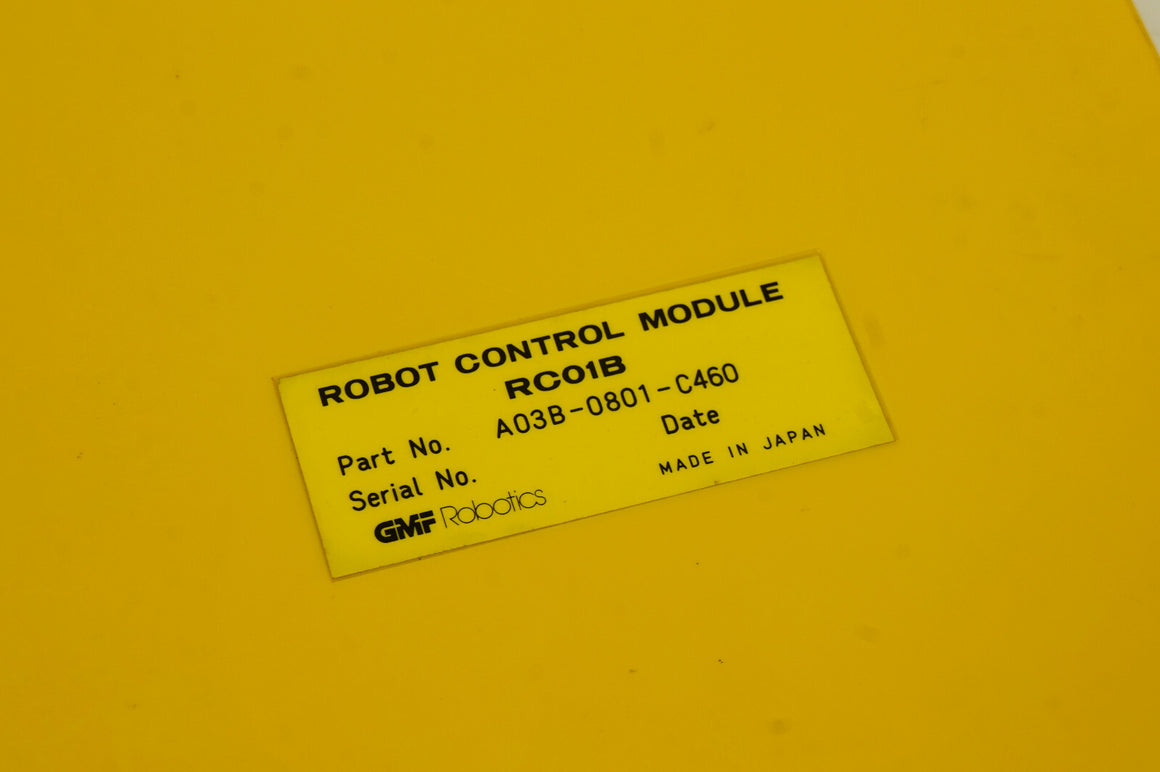 ROBOT CONTROL MODULE
RC01B
Part No. A03B-0801-C460
Serial No. Date
GMF Robotics MADE IN JAPAN